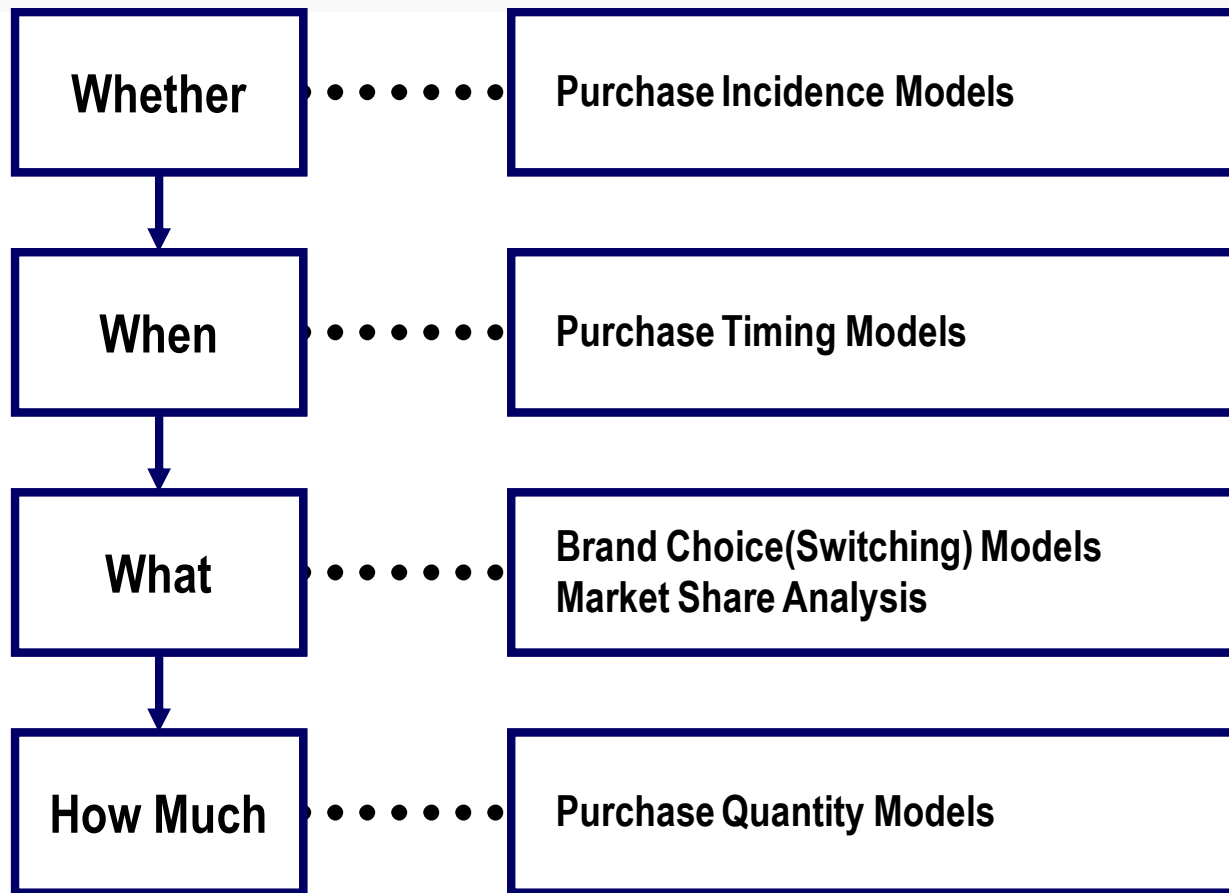 Whether
Purchase Incidence Models
When
Purchase Timing Models
What
Brand Choice(Switching) Models
Market Share Analysis
How Much
Purchase Quantity Models